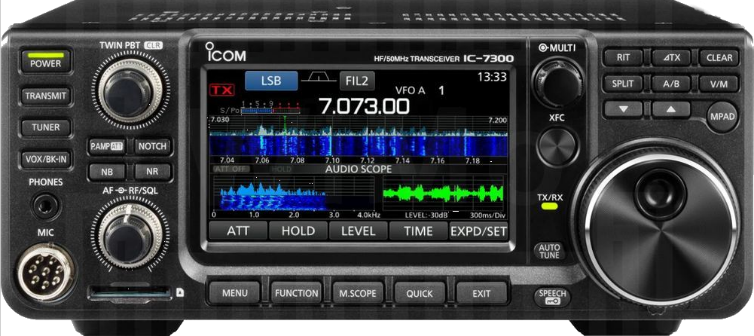 TWIN PBT CLR
POWER
TRANSMIT
TUNER
VOX/BK-IN
P.AMP ATT
NOTCH
NB
NR
PHONES
AF-RF/SQL
MIC
ICOM
HF/50MHz TRANSCEIVER IC-7300
LSB
FIL2
13:33
TX
VFO A 1
S/Po
7.073.00
7.030
7.200
7.04 7.06 7.08 7.10 7.12 7.14 7.16 7.18
ATT OFF
HOLD
AUDIO SCOPE
0 1.0 2.0 3.0 4.0kHz
LEVEL:-30dB
300ms/Div
ATT HOLD LEVEL TIME EXPD/SET
MENU FUNCTION M.SCOPE QUICK EXIT
MULTI
XFC
TX/RX
AUTO
TUNE
SPEECH
RIT ⊿TX CLEAR
SPLIT A/B V/M
MPAD